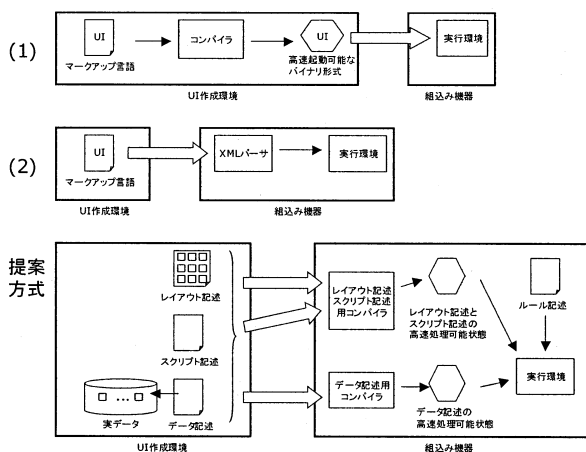 (1)
UI
マークアップ言語
コンパイラ
UI
高速起動可能な
バイナリ形式
UI作成環境
実行環境
組込み機器
(2)
UI
マークアップ言語
UI作成環境
XMLパーサ
実行環境
組込み機器
提案
方式
レイアウト記述
スクリプト記述
実データ
データ記述
UI作成環境
レイアウト記述
スクリプト記述
用コンパイラ
レイアウト記述と
スクリプト記述の
高速処理可能状態
ルール記述
実行環境
データ記述用
コンパイラ
データ記述の
高速処理可能状態
組込み機器